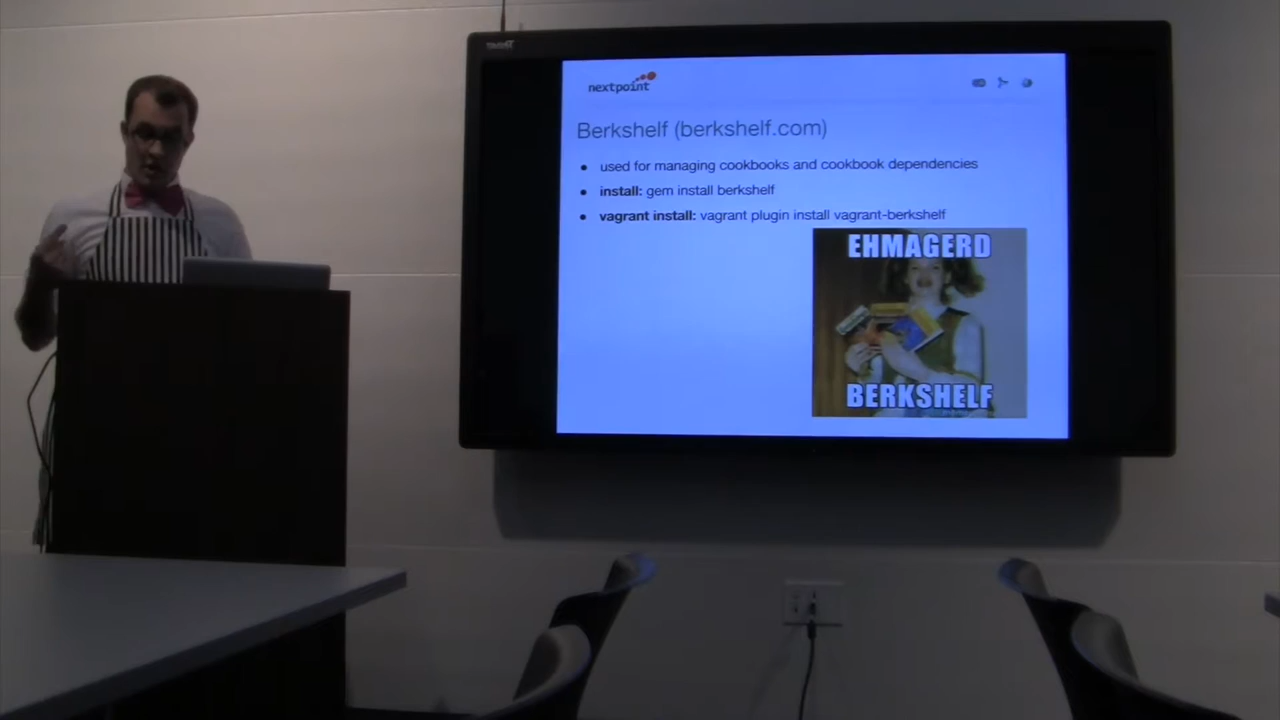 nextpoint
Berkshelf (berkshelf.com)
● used for managing cookbooks and cookbook dependencies
● install: gem install berkshelf
● vagrant install: vagrant plugin install vagrant-berkshelf
EHMAGERD
BERKSHELF